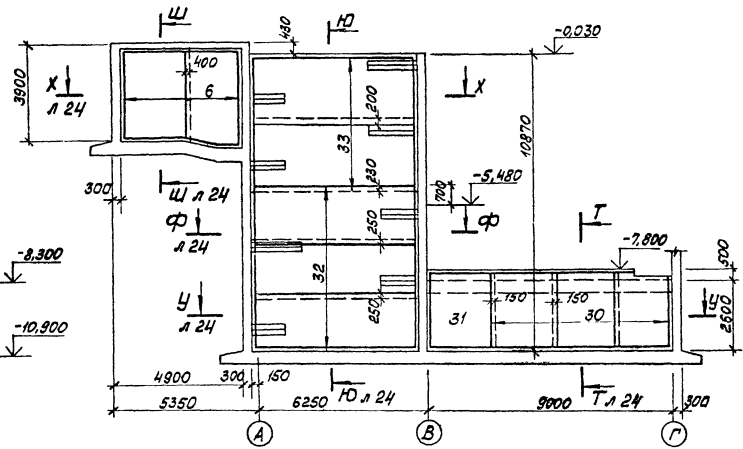 Ш
Ю
480
-0,030
3900
Х
л 24
400
6
200
33
Х
10870
230
700
-5,480
300
Ш л 24
Ф
л 24
250
Ф
Т
-7,800
500
-8,300
32
У
л 24
250
150
150
31
30
У
2600
-10,900
4900
300
150
Ю л 24
Т л 24
5350
6250
9000
300
А
В
Г